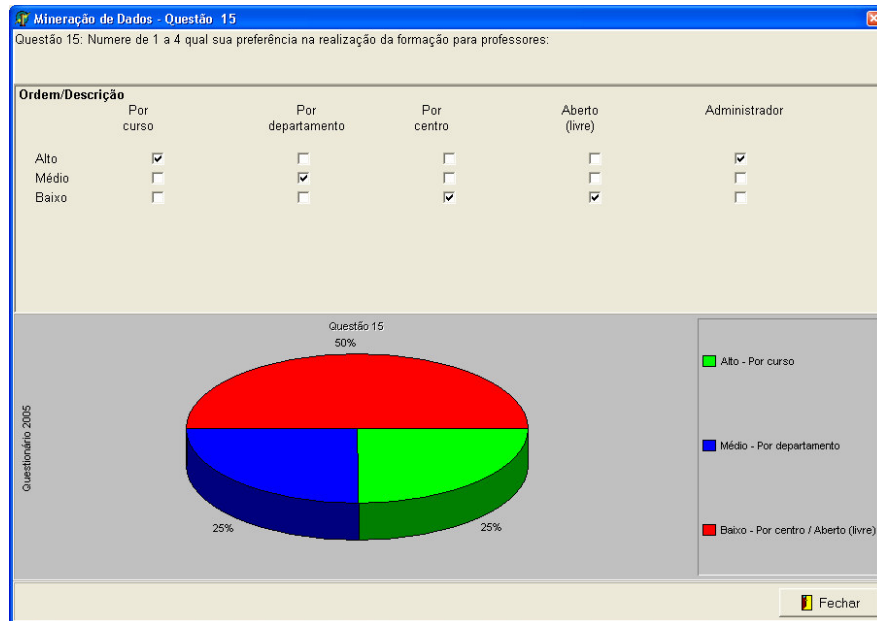 Mineração de Dados - Questão 15
Questão 15: Numere de 1 a 4 qual sua preferência na realização da formação para professores:
Ordem/Descrição
Por curso
Por departamento
Por centro
Aberto (livre)
Administrador
Alto
Médio
Baixo
Questão 15
50%
Questionário 2005
25%
25%
Alto - Por curso
Médio - Por departamento
Baixo - Por centro / Aberto (livre)
Fechar